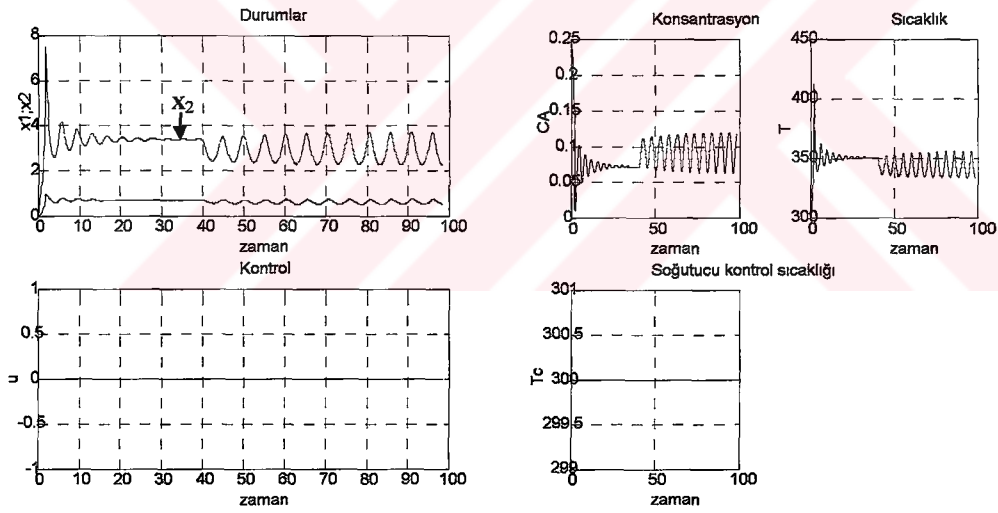 Durumlar
x1;x2
8
6
4
2
0
X2
0 10 20 30 40 50 60 70 80 90 100
zaman
Konsantrasyon
CA
0.25
0.2
0.15
0.1
0.05
0
0 50 100
zaman
Sıcaklık
T
450
400
350
300
0 50 100
zaman
Kontrol
u
1
0.5
0
-0.5
-1
0 10 20 30 40 50 60 70 80 90 100
zaman
Soğutucu kontrol sıcaklığı
Tc
301
300.5
300
299.5
299
0 50 100
zaman